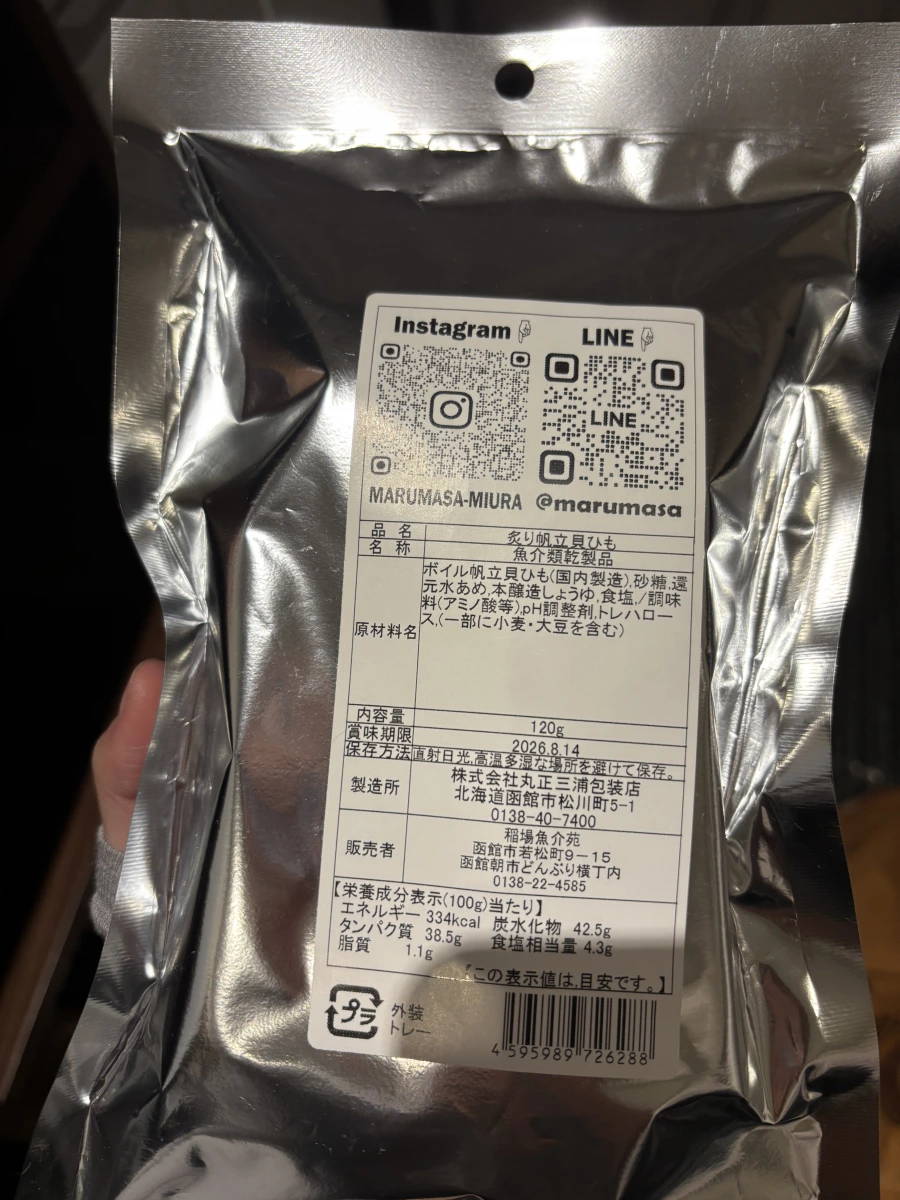 Instagram
LINE
LINE
MARUMASA-MIURA
@marumasa
品名 炙り帆立貝ひも
名称 魚介類乾製品
原材料名
ボイル帆立貝ひも(国内製造),砂糖,還
元水あめ,本醸造しょうゆ,食塩,/調味
料(アミノ酸等),pH調整剤,トレハロー
ス,(一部に小麦・大豆を含む)
内容量 120g
賞味期限 2026.8.14
保存方法 直射日光,高温多湿な場所を避けて保存。
製造所
株式会社丸正三浦包装店
北海道函館市松川町5-1
0138-40-7400
販売者
稲場魚介苑
函館市若松町9-15
函館朝市どんぶり横丁内
0138-22-4585
【栄養成分表示(100g)当たり】
エネルギー 334kcal 炭水化物 42.5g
タンパク質 38.5g 食塩相当量 4.3g
脂質 1.1g
【この表示値は,目安です。】
プラ
外装
トレー
4595989726288